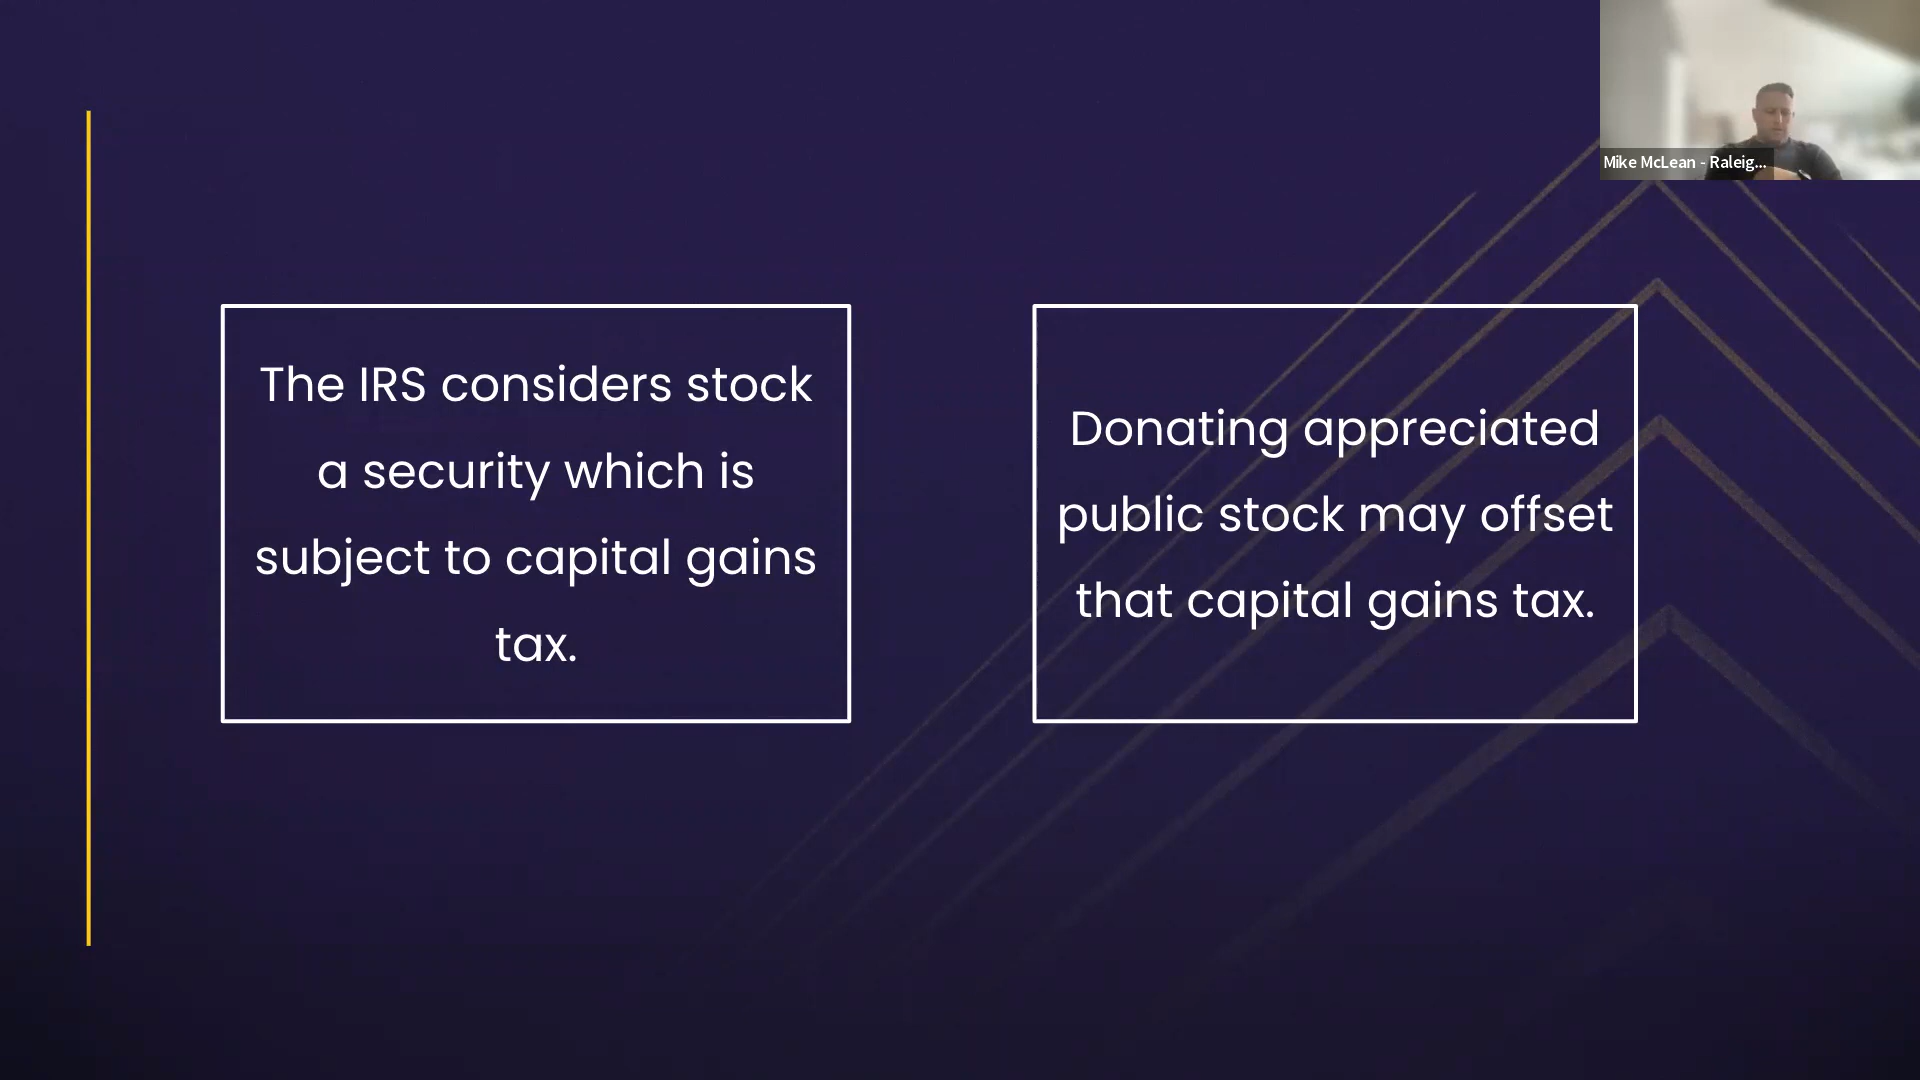 The IRS considers stock
a security which is
subject to capital gains
tax.
Donating appreciated
public stock may offset
that capital gains tax.
Mike McLean - Raleig...